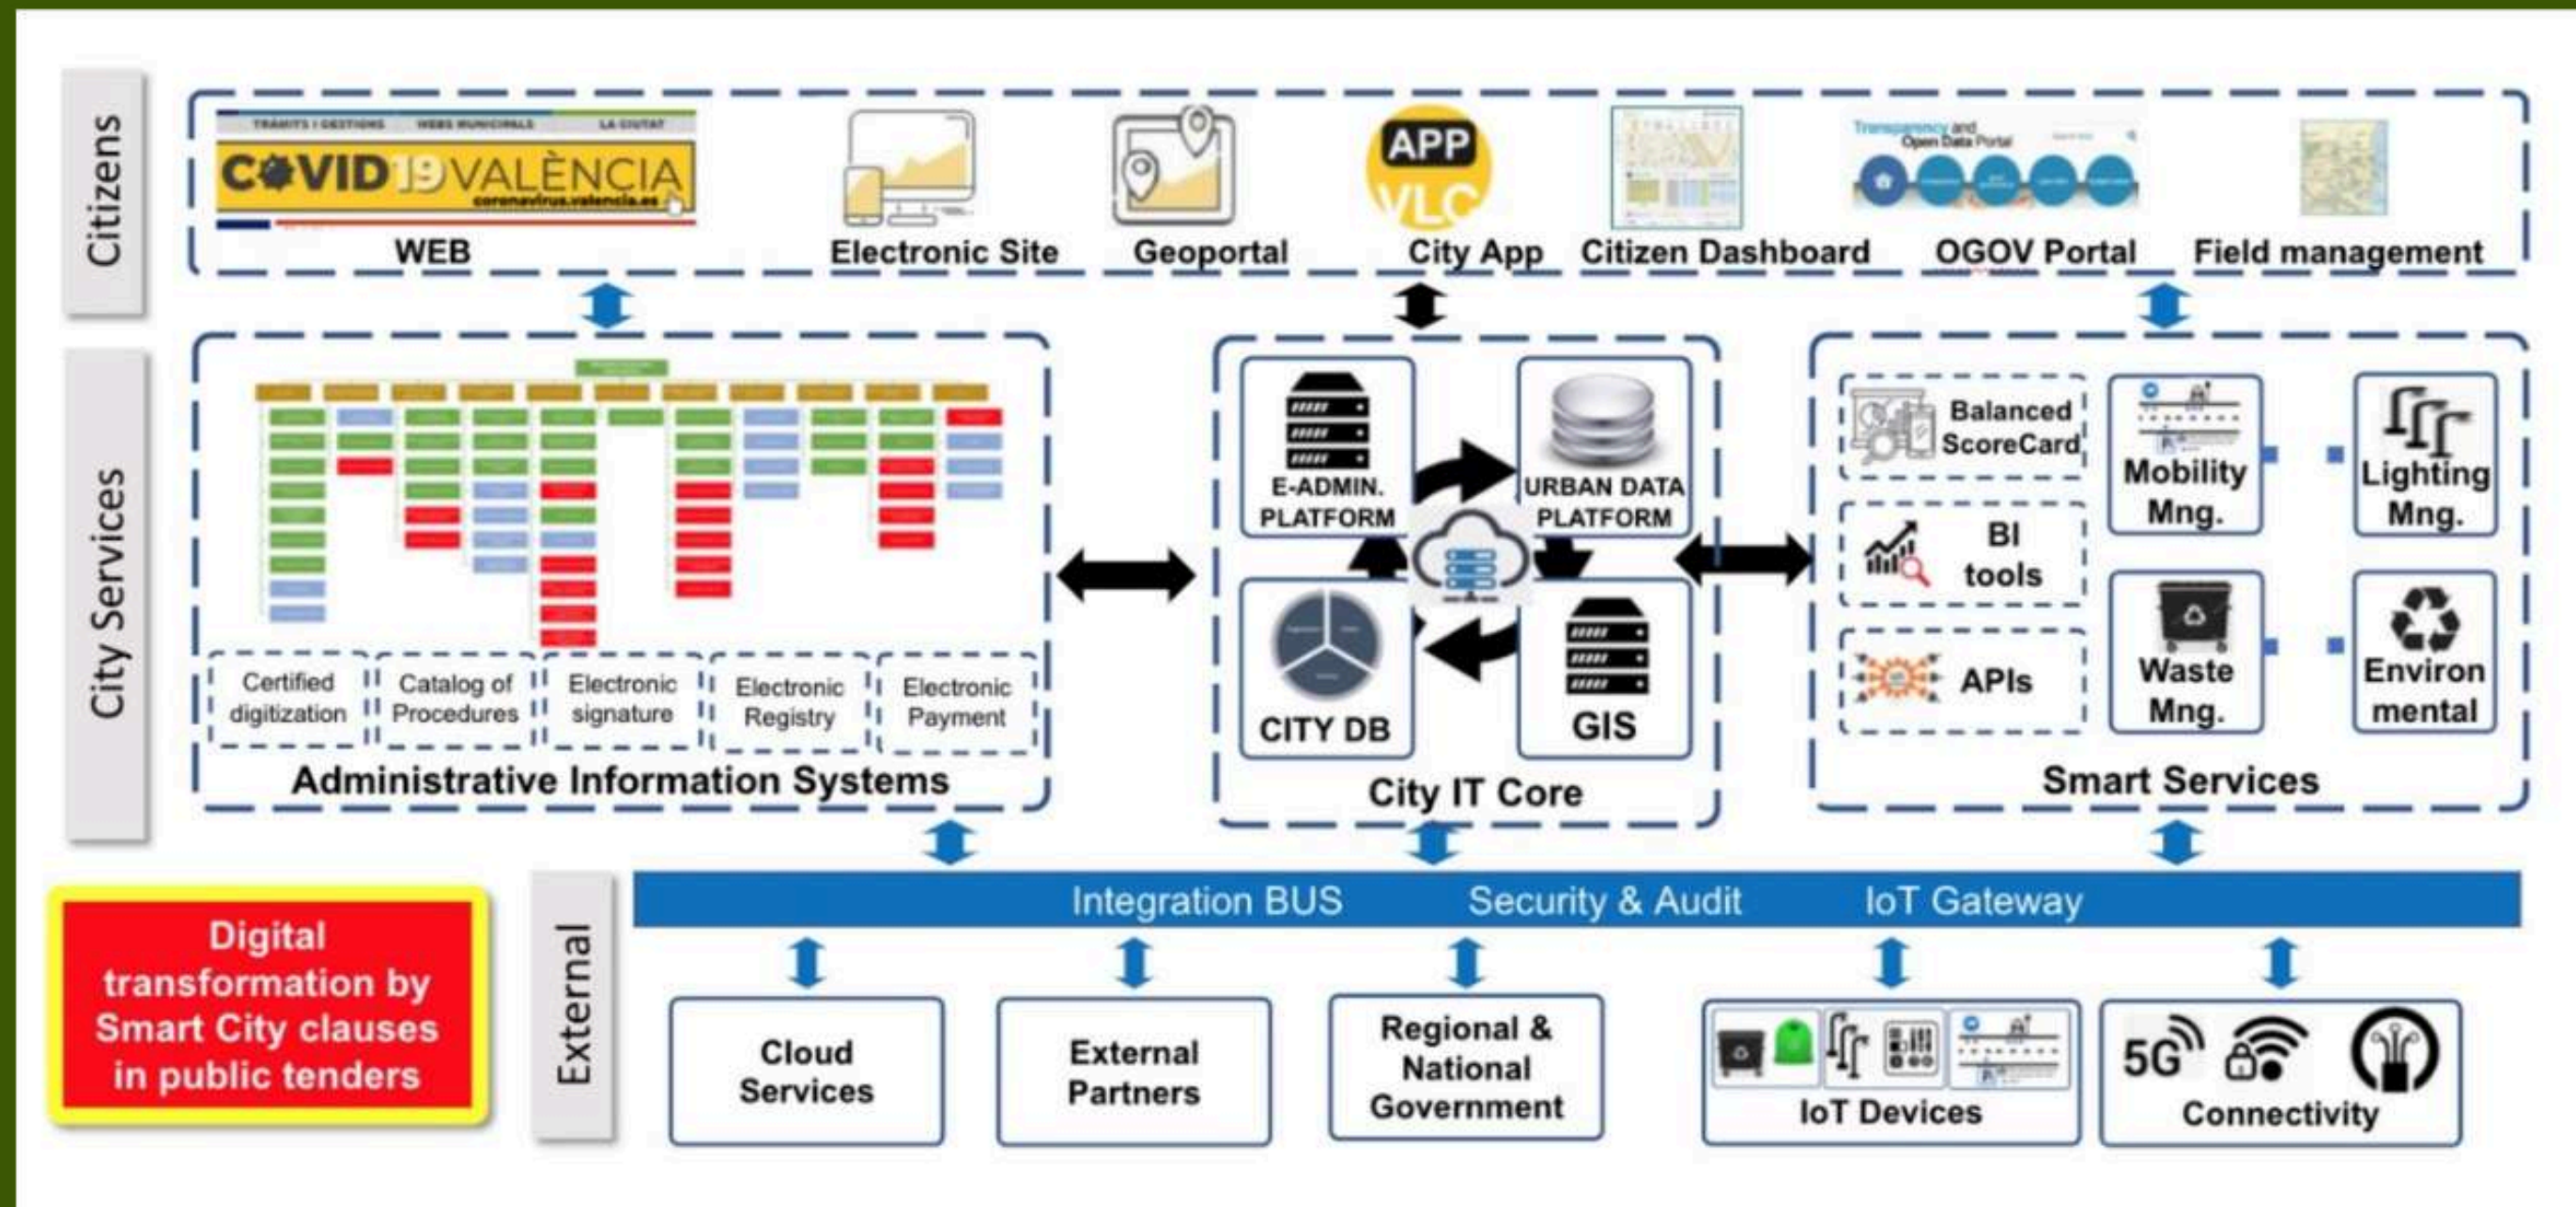 Citizens
TRÀMITS I GESTIONS WEBS MUNICIPALS LA CIUTAT
COVID19 VALÈNCIA
coronavirus.valencia.es
WEB
Electronic Site
Geoportal
APP
VLC
City App
Citizen Dashboard
Transparency and
Open Data Portal
OGOV Portal
Field management
City Services
Certified
digitization
Catalog of
Procedures
Electronic
signature
Electronic
Registry
Electronic
Payment
Administrative Information Systems
E-ADMIN.
PLATFORM
URBAN DATA
PLATFORM
CITY DB
GIS
City IT Core
Balanced
ScoreCard
BI
tools
APIs
Mobility
Mng.
Lighting
Mng.
Waste
Mng.
Environ
mental
Smart Services
Digital
transformation by
Smart City clauses
in public tenders
External
Integration BUS Security & Audit IoT Gateway
Cloud
Services
External
Partners
Regional &
National
Government
IoT Devices
5G
Connectivity